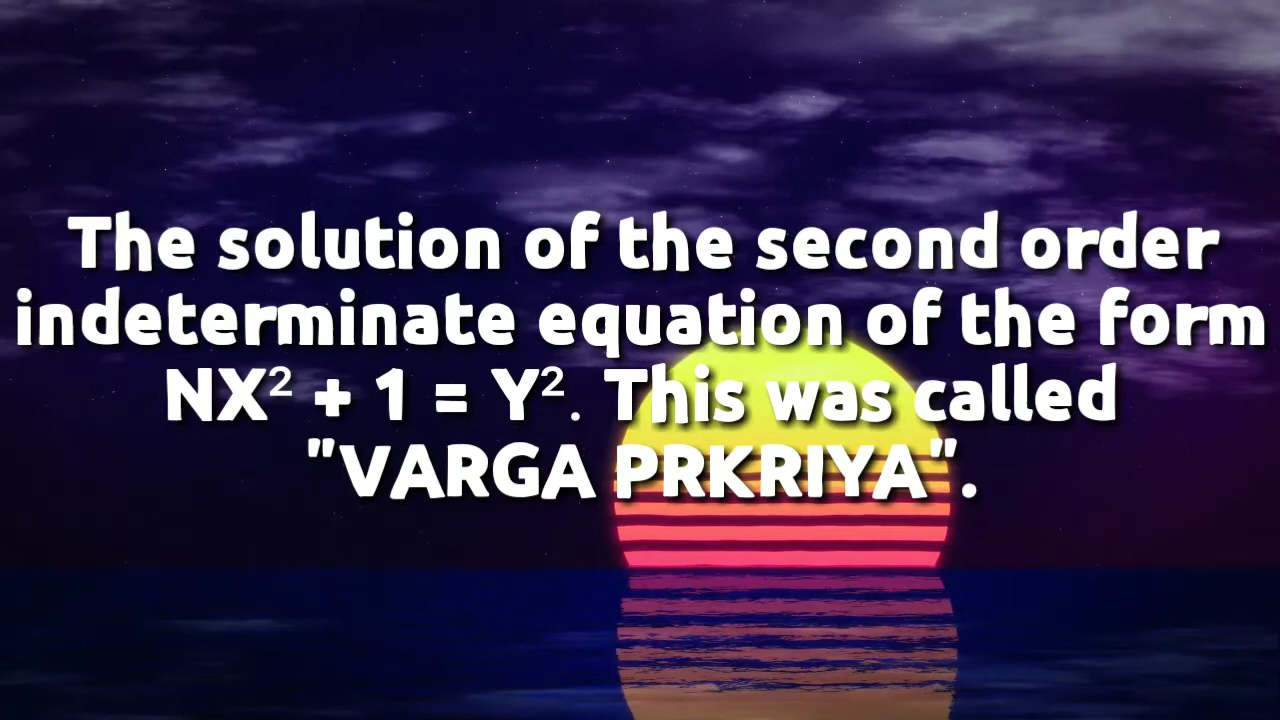 The solution of the second order
indeterminate equation of the form
NX² + 1 = Y². This was called
"VARGA PRKRIYA".